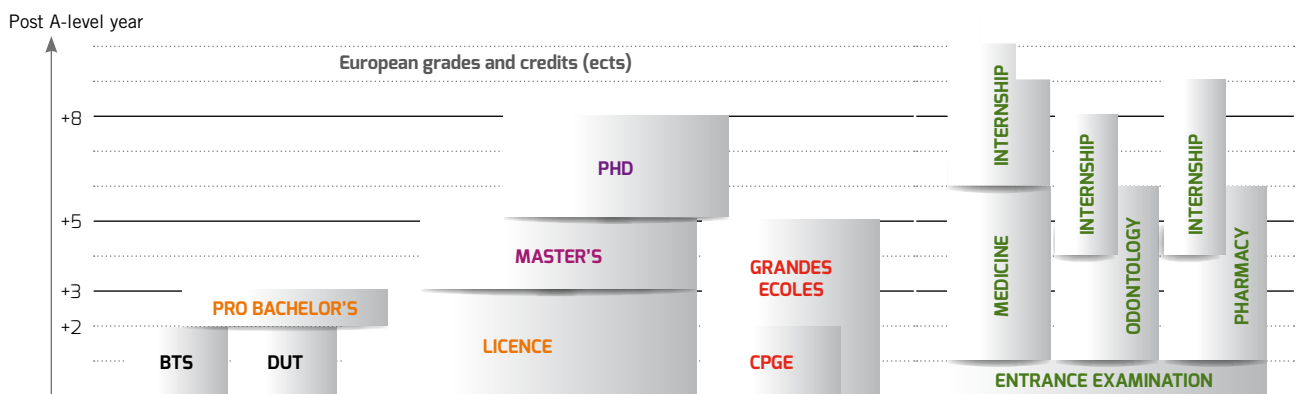 Post A-level year
European grades and credits (ects)
+8
+5
+3
+2
BTS
DUT
PRO BACHELOR'S
PHD
MASTER'S
LICENCE
GRANDES
ECOLES
CPGE
INTERNSHIP
MEDICINE
INTERNSHIP
ODONTOLOGY
INTERNSHIP
PHARMACY
ENTRANCE EXAMINATION